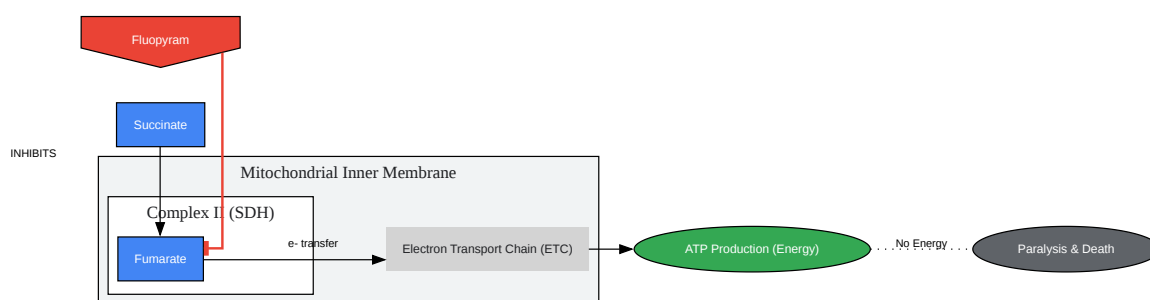 Fluopyram
Succinate
INHIBITS
Mitochondrial Inner Membrane
Complex II (SDH)
Fumarate
e- transfer
Electron Transport Chain (ETC)
ATP Production (Energy)
No Energy
Paralysis & Death